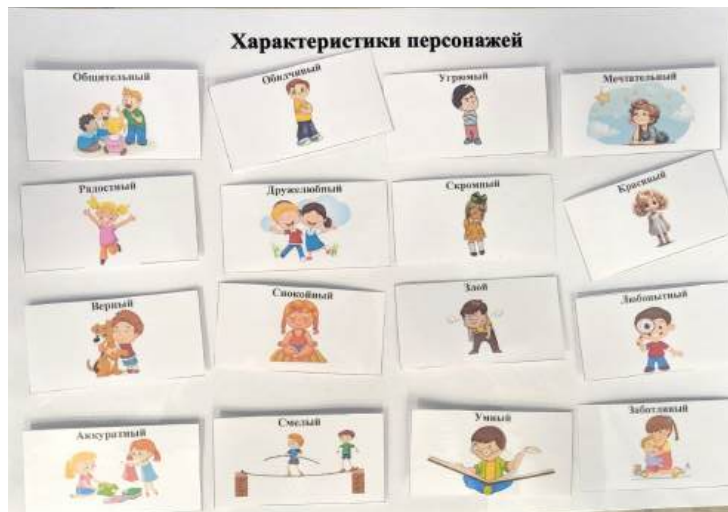 Характеристики персонажей
Общительный
Обидчивый
Угрюмый
Мечтательный
Радостный
Дружелюбный
Скромный
Красивый
Верный
Спокойный
Злой
Любопытный
Аккуратный
Смелый
Умный
Заботливый